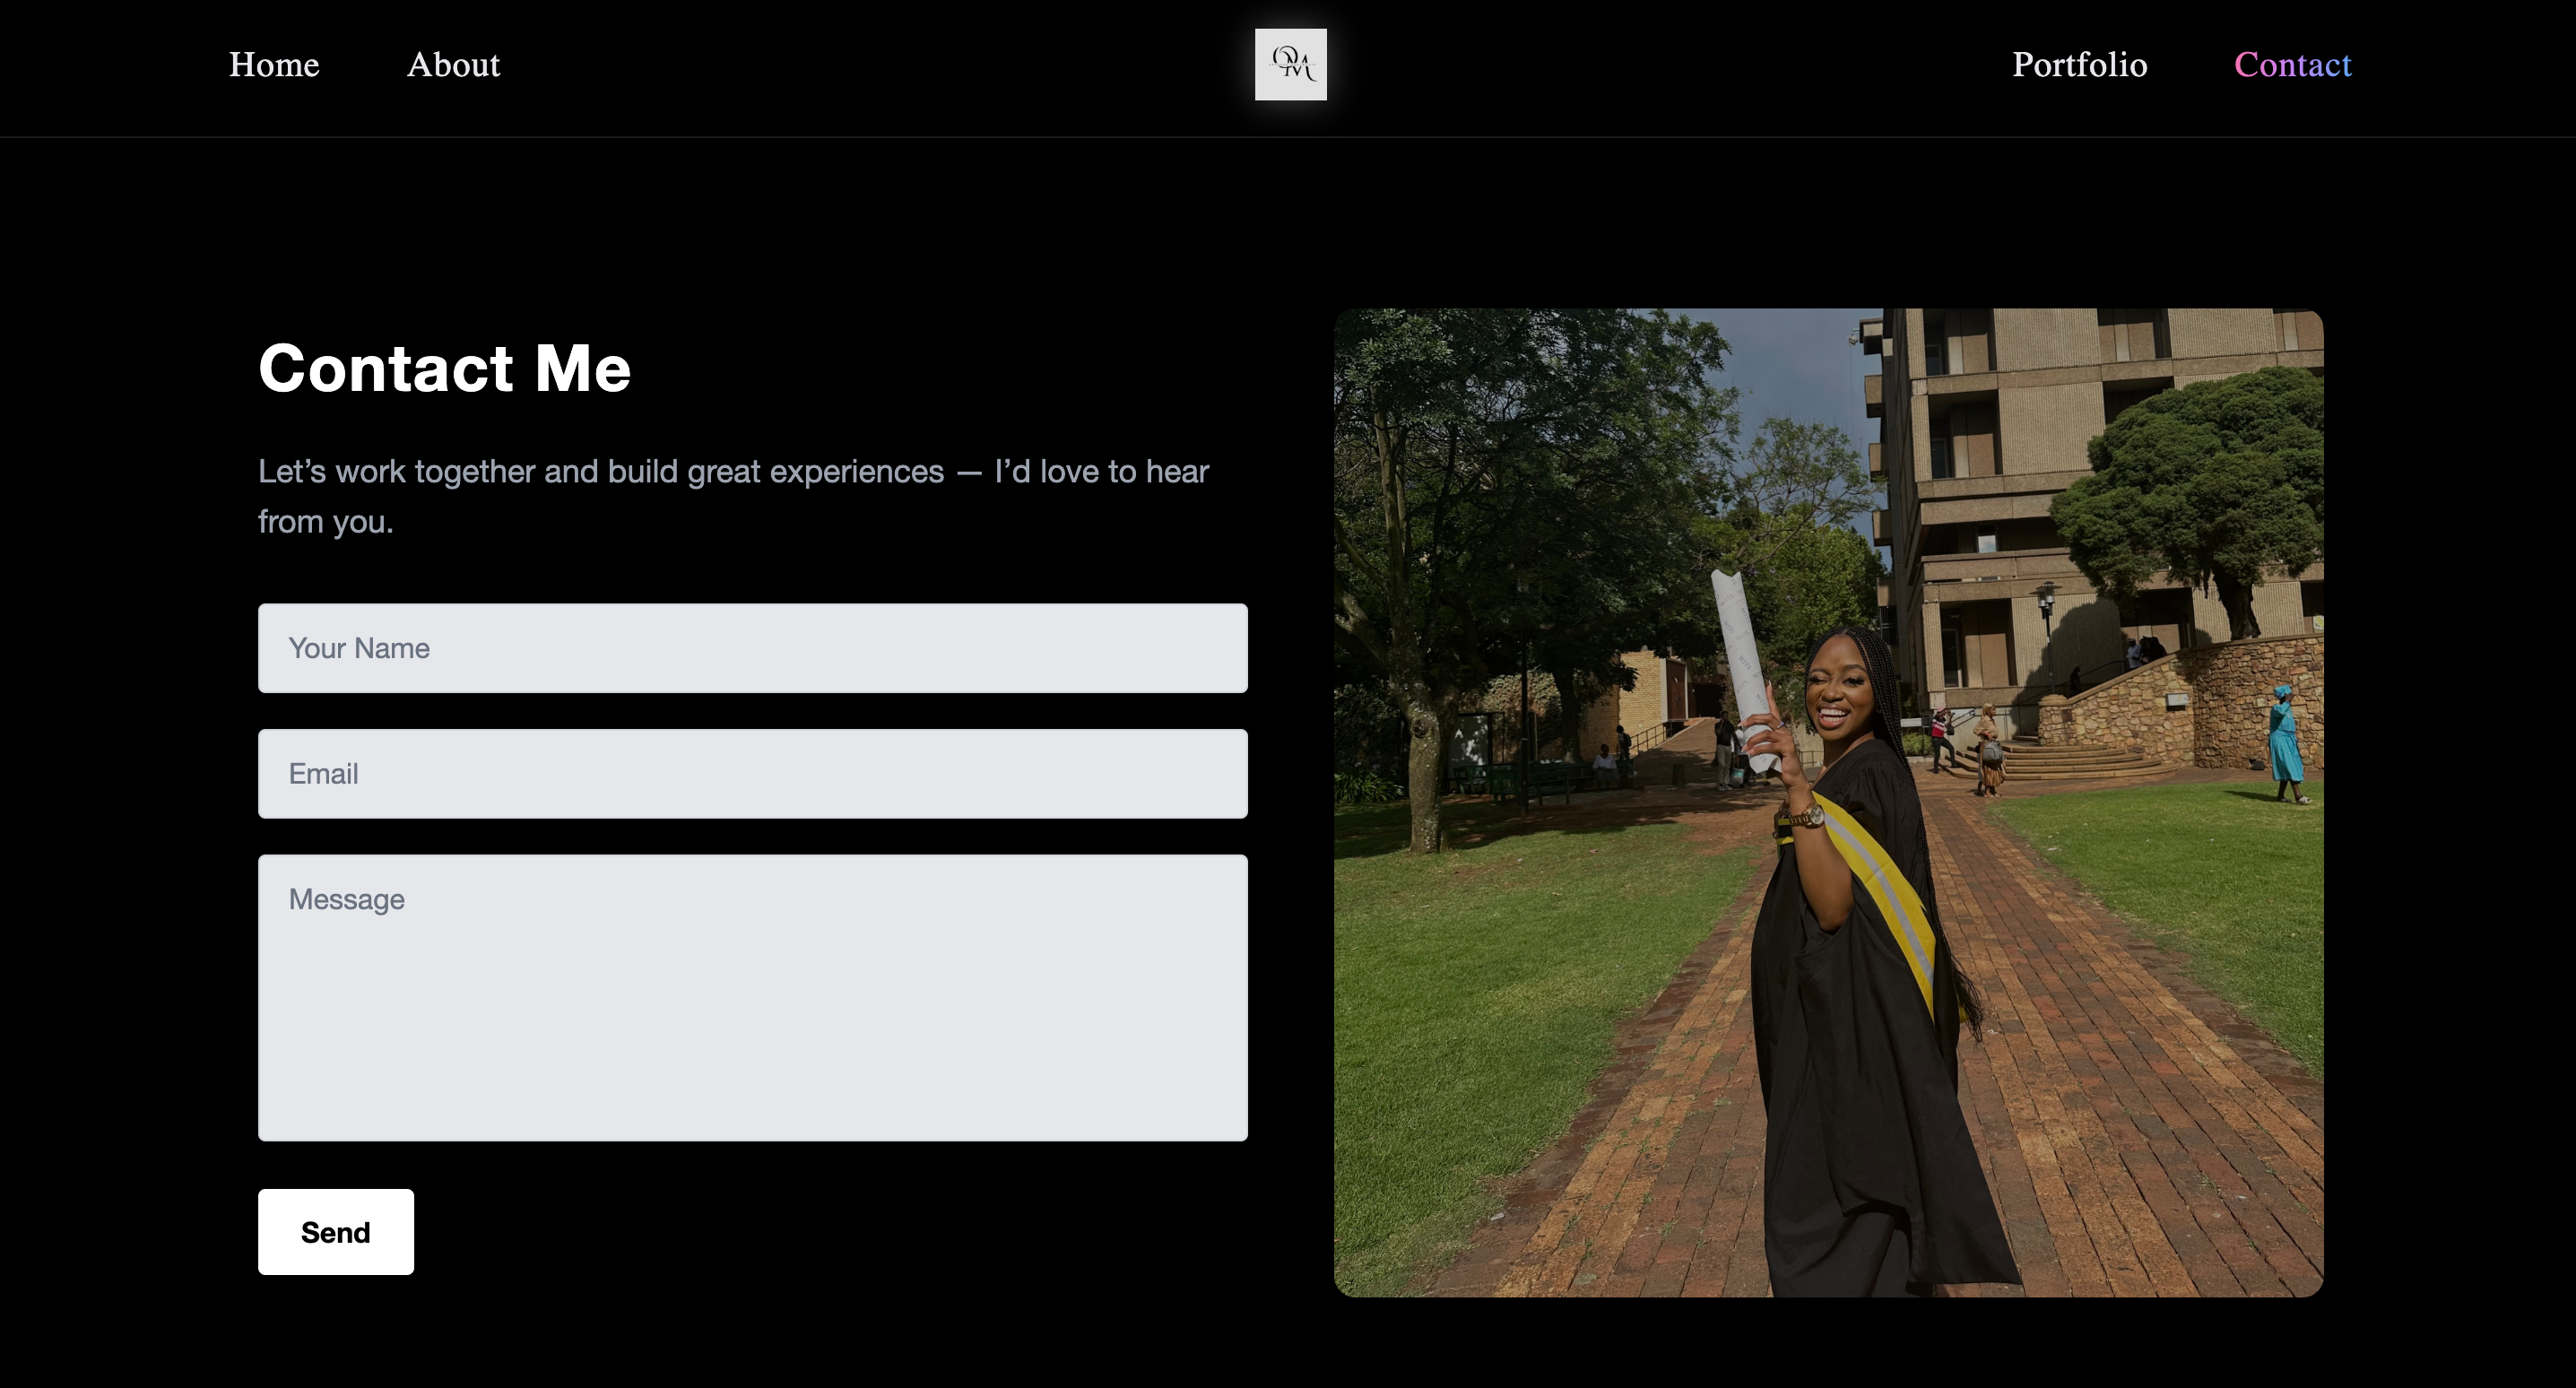 Home
About
QM
Portfolio
Contact
Contact Me
Let’s work together and build great experiences — I’d love to hear
from you.
Your Name
Email
Message
Send